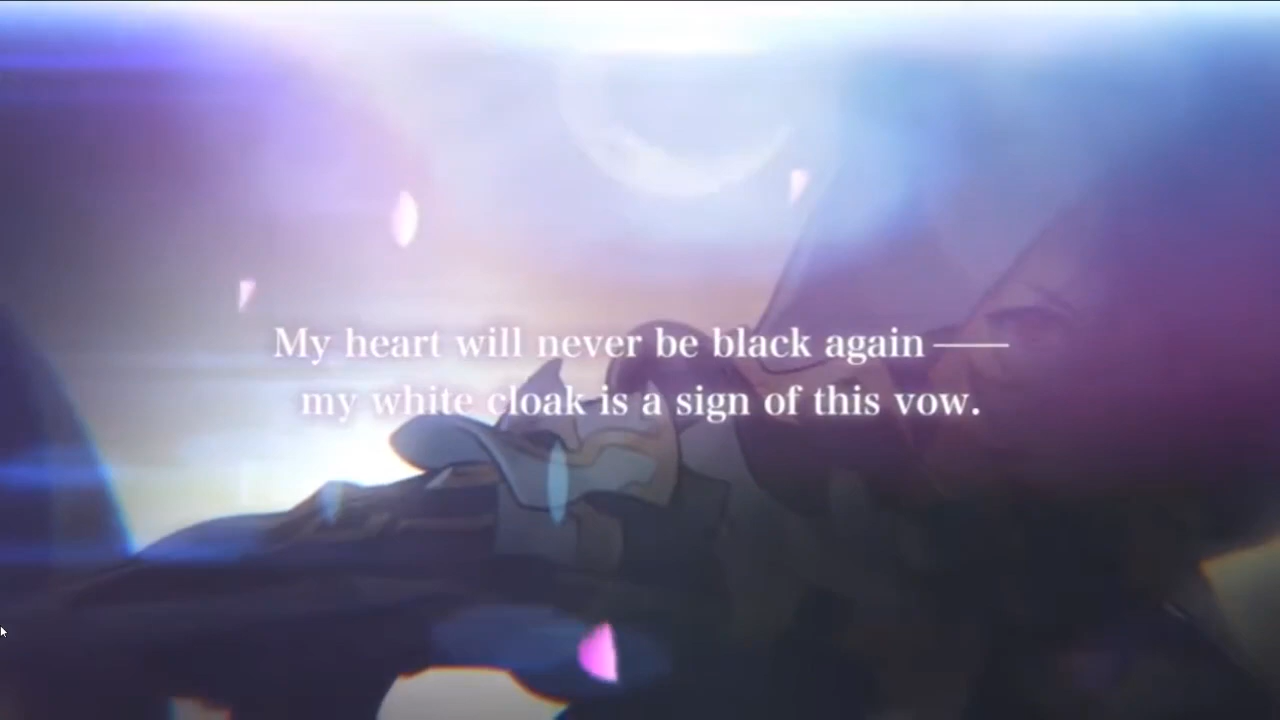 My heart will never be black again——
my white cloak is a sign of this vow.